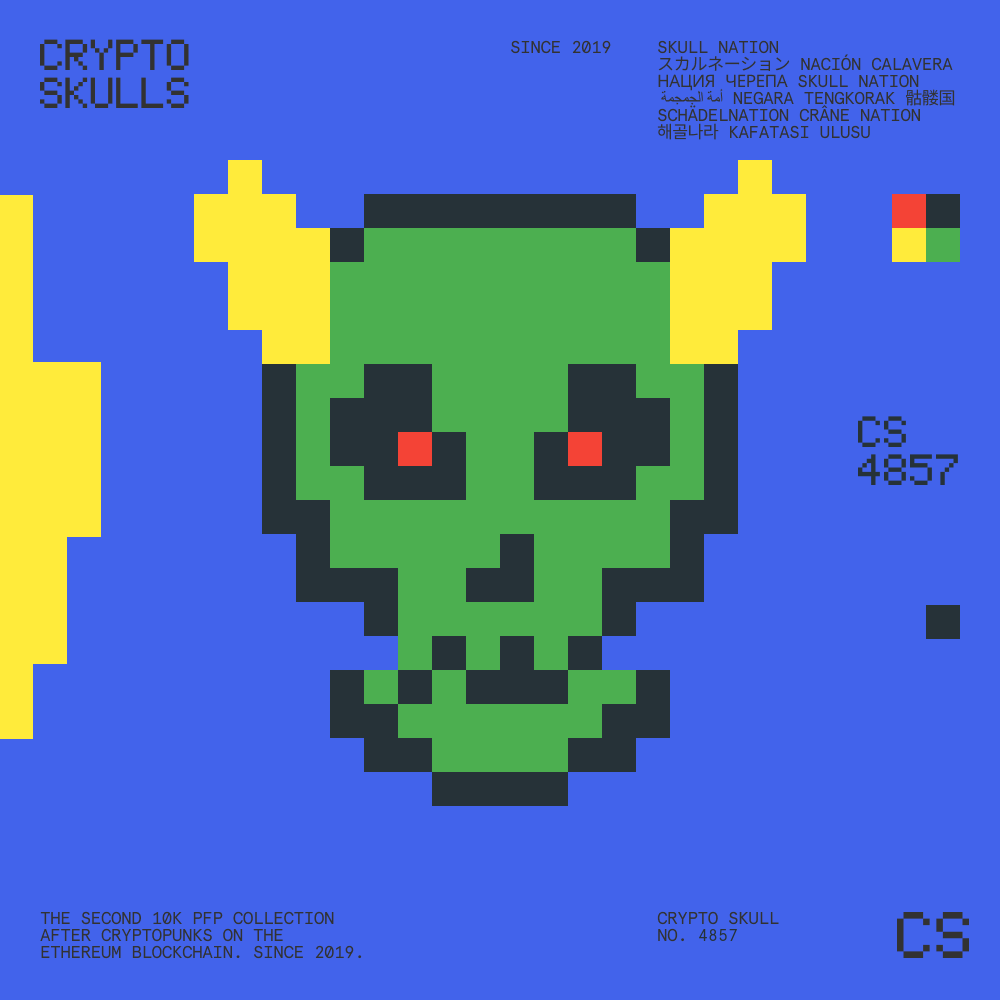 CRYPTO
SKULLS
SINCE 2019
SKULL NATION
スカルネーション NACIÓN CALAVERA
НАЦИЯ ЧЕРЕПА SKULL NATION
أمة الجمجمة NEGARA TENGKORAK 骷髅国
SCHÄDELNATION CRÂNE NATION
해골나라 KAFATASI ULUSU
CS
4857
THE SECOND 10K PFP COLLECTION
AFTER CRYPTOPUNKS ON THE
ETHEREUM BLOCKCHAIN. SINCE 2019.
CRYPTO SKULL
NO. 4857
CS